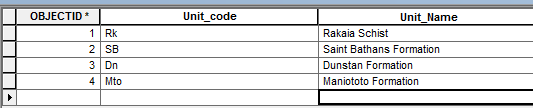 OBJECTID * Unit_code Unit_Name
1 Rk Rakaia Schist
2 SB Saint Bathans Formation
3 Dn Dunstan Formation
4 Mto Maniototo Formation